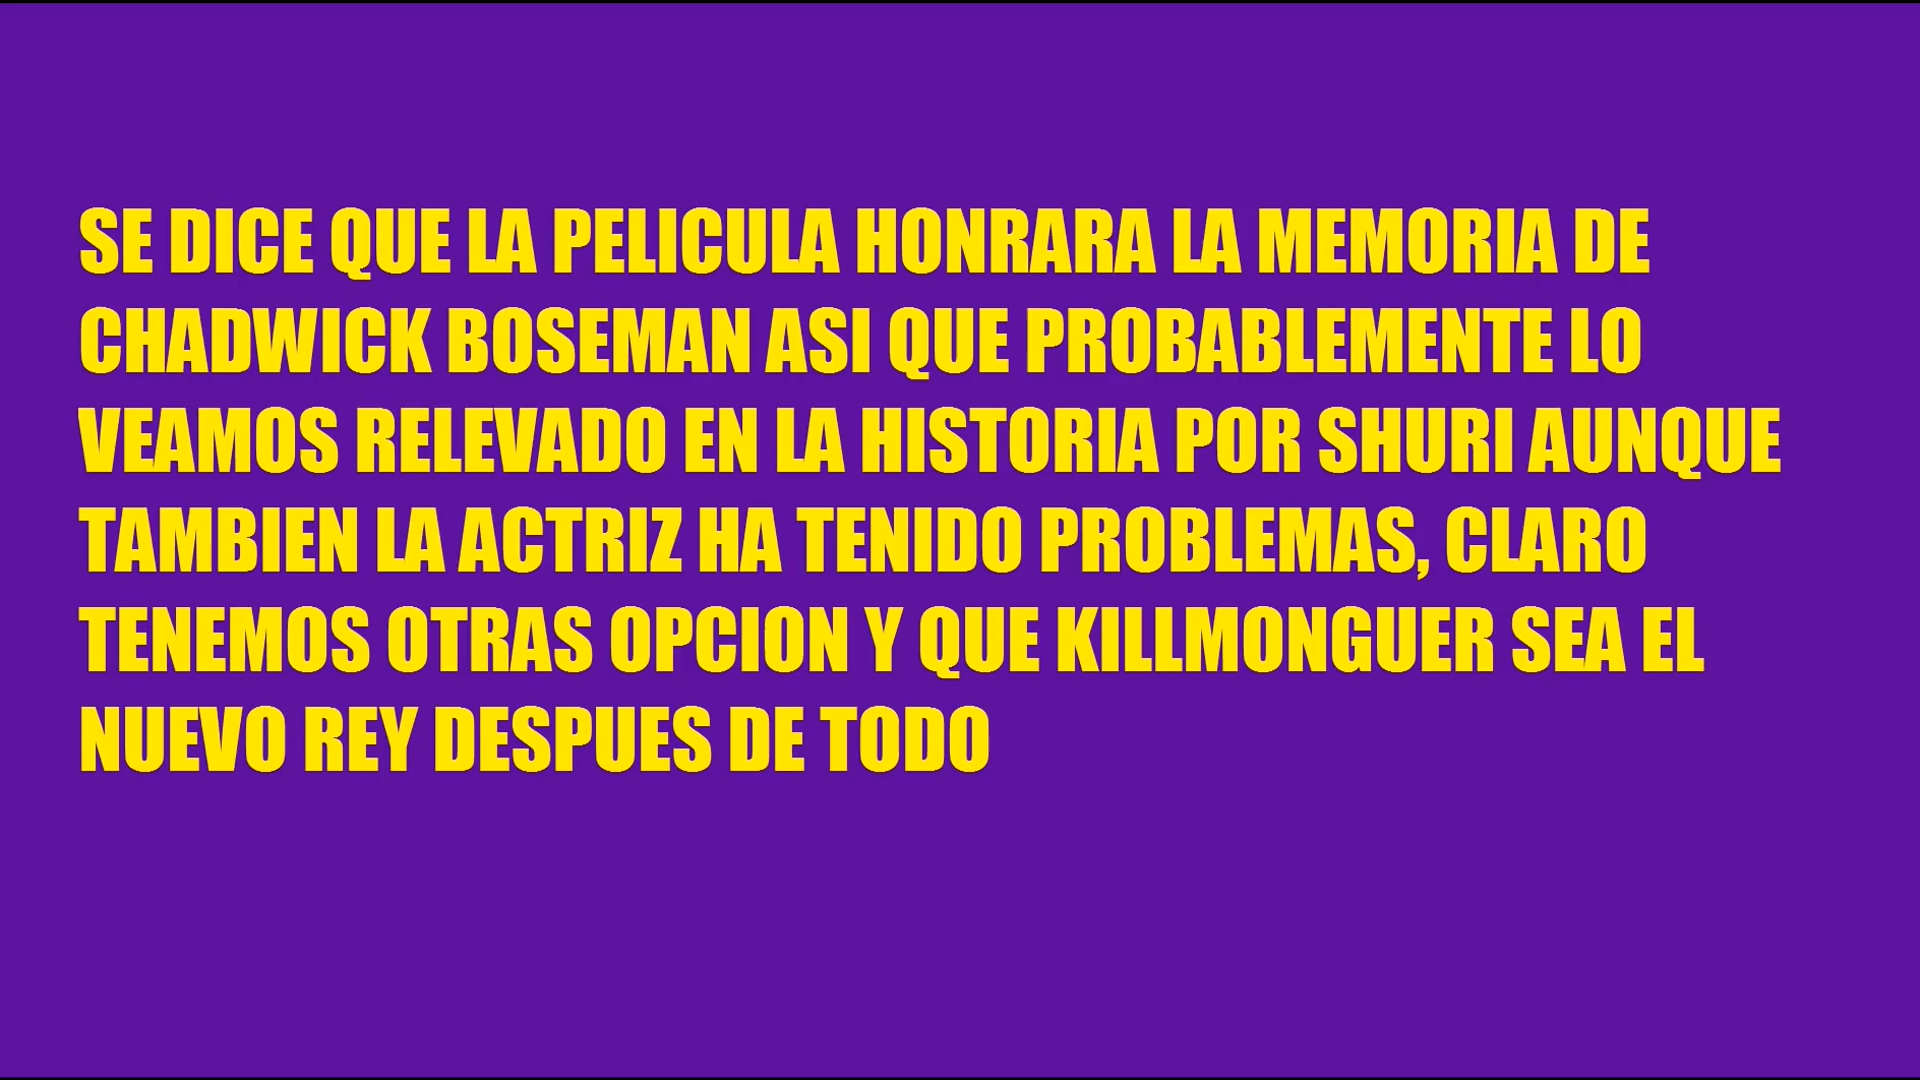 SE DICE QUE LA PELICULA HONRARA LA MEMORIA DE
CHADWICK BOSEMAN ASI QUE PROBABLEMENTE LO
VEAMOS RELEVADO EN LA HISTORIA POR SHURI AUNQUE
TAMBIEN LA ACTRIZ HA TENIDO PROBLEMAS, CLARO
TENEMOS OTRAS OPCION Y QUE KILLMONGUER SEA EL
NUEVO REY DESPUES DE TODO